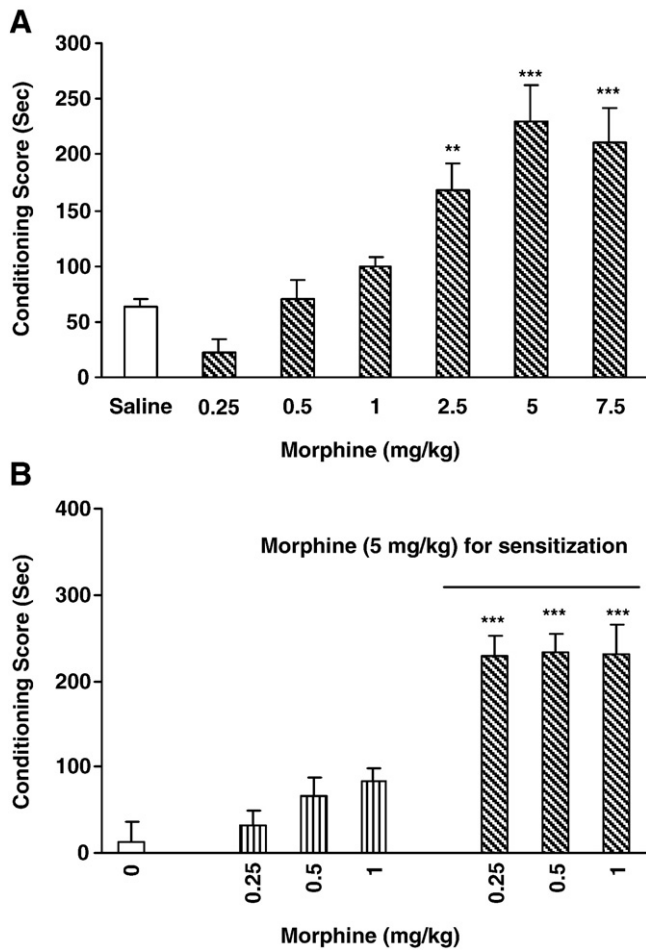 A
300
250
200
150
100
50
0
Conditioning Score (Sec)
** *** ***
Saline 0.25 0.5 1 2.5 5 7.5
Morphine (mg/kg)
B
400
300
200
100
0
Conditioning Score (Sec)
Morphine (5 mg/kg) for sensitization
*** *** ***
0 0.25 0.5 1 0.25 0.5 1
Morphine (mg/kg)